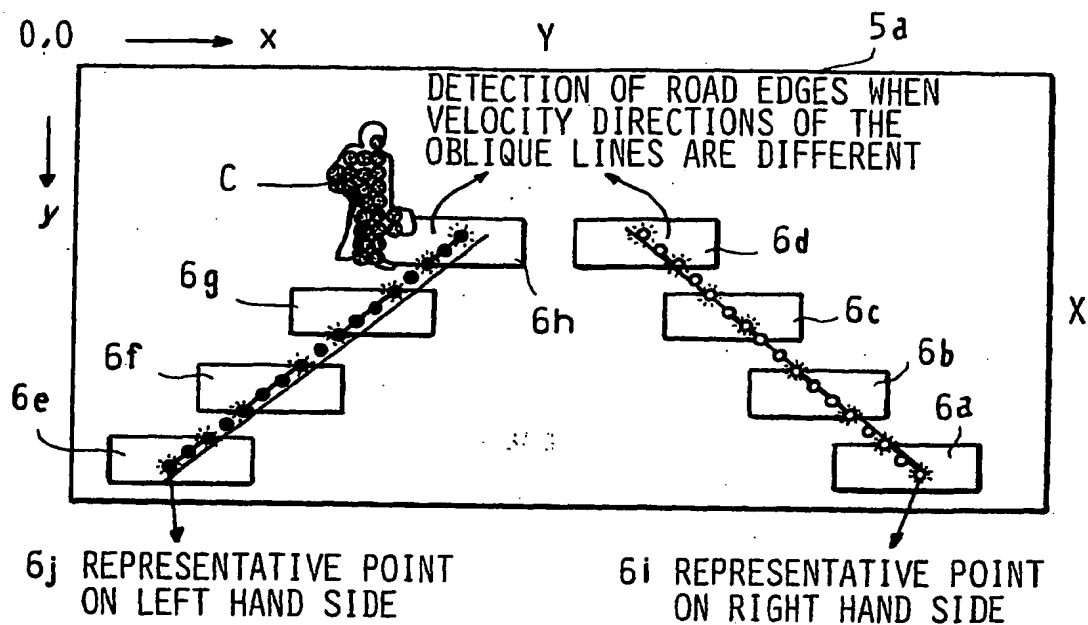 0,0 x Y 5a
DETECTION OF ROAD EDGES WHEN
VELOCITY DIRECTIONS OF THE
OBLIQUE LINES ARE DIFFERENT
y
C
6d
6g
6h
6c
X
6f
6b
6e
6a
6j REPRESENTATIVE POINT
ON LEFT HAND SIDE
6i REPRESENTATIVE POINT
ON RIGHT HAND SIDE